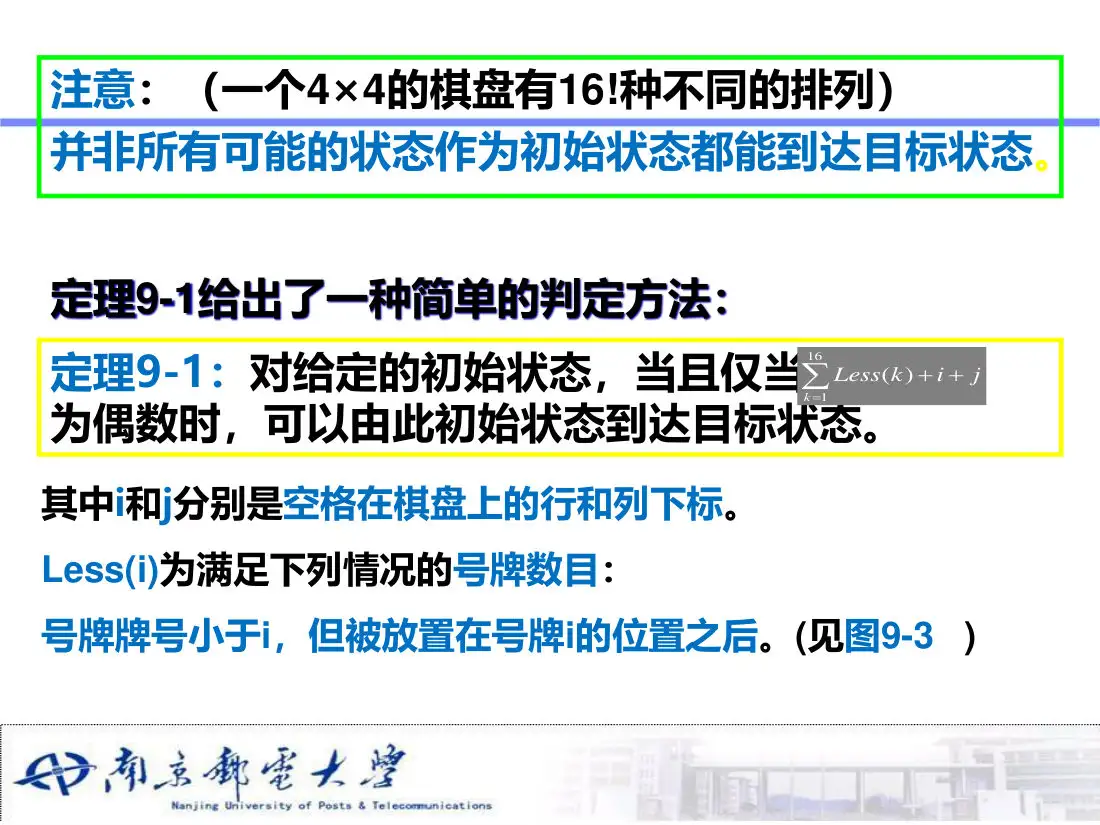 注意：（一个4×4的棋盘有16!种不同的排列）
并非所有可能的状态作为初始状态都能到达目标状态。
定理9-1给出了一种简单的判定方法：
定理9-1：对给定的初始状态，当且仅当 \sum_{k=1}^{16} Less(k)+i+j
为偶数时，可以由此初始状态到达目标状态。
其中i和j分别是空格在棋盘上的行和列下标。
Less(i)为满足下列情况的号牌数目：
号牌牌号小于i，但被放置在号牌i的位置之后。(见图9-3 )
南京邮电大学
Nanjing University of Posts & Telecommunications